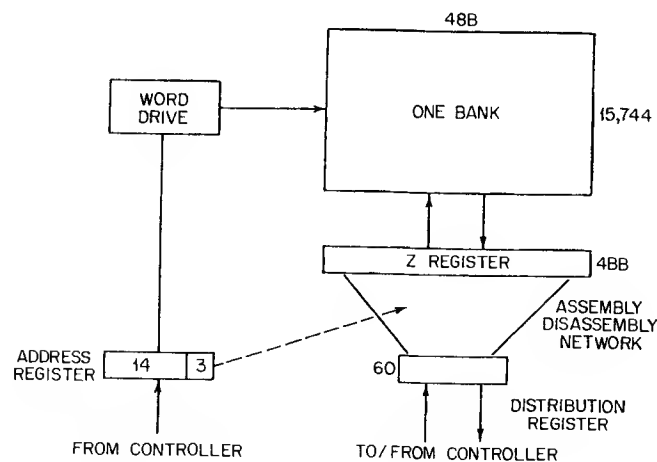 48B
WORD
DRIVE
ONE BANK
15,744
Z REGISTER
4BB
ASSEMBLY
DISASSEMBLY
NETWORK
ADDRESS
REGISTER
14
3
60
DISTRIBUTION
REGISTER
FROM CONTROLLER
TO/FROM CONTROLLER